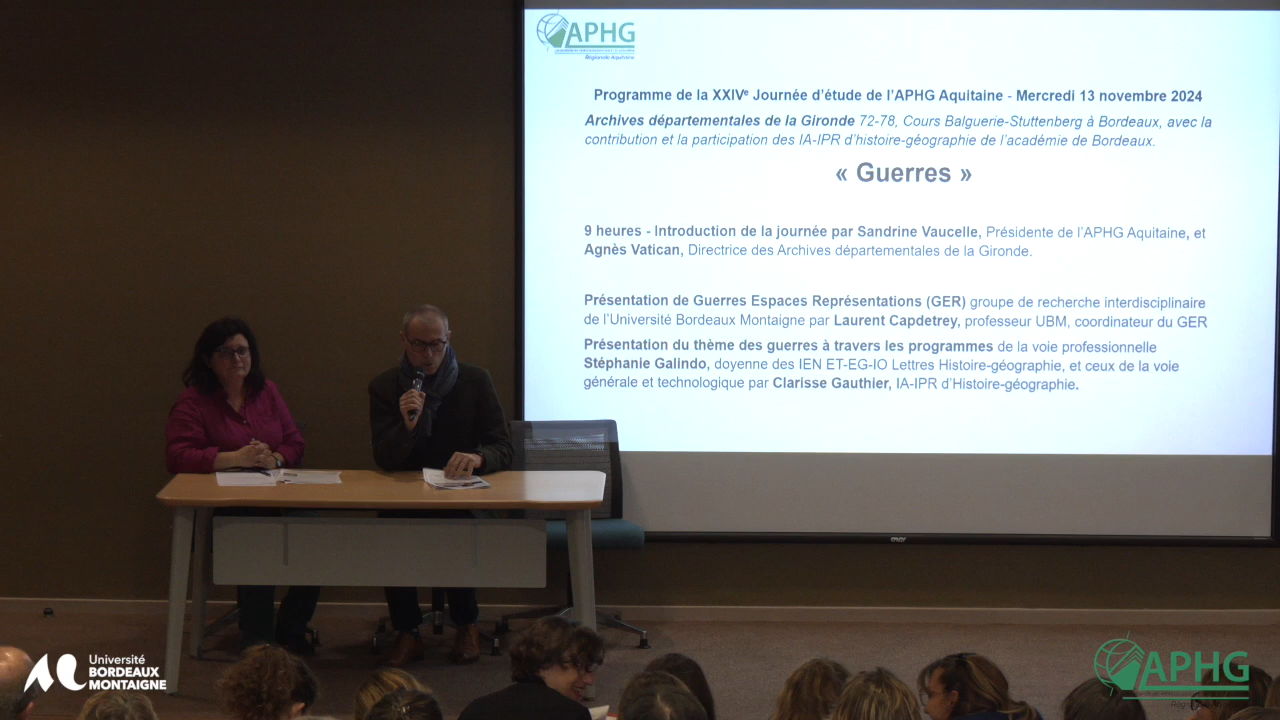 APHG
Régionale Aquitaine
Programme de la XXIVe Journée d'étude de l'APHG Aquitaine - Mercredi 13 novembre 2024
Archives départementales de la Gironde 72-78, Cours Balguerie-Stuttenberg à Bordeaux, avec la
contribution et la participation des IA-IPR d'histoire-géographie de l'académie de Bordeaux.
« Guerres »
9 heures - Introduction de la journée par Sandrine Vaucelle, Présidente de l'APHG Aquitaine, et
Agnès Vatican, Directrice des Archives départementales de la Gironde.
Présentation de Guerres Espaces Représentations (GER) groupe de recherche interdisciplinaire
de l'Université Bordeaux Montaigne par Laurent Capdetrey, professeur UBM, coordinateur du GER
Présentation du thème des guerres à travers les programmes de la voie professionnelle
Stéphanie Galindo, doyenne des IEN ET-EG-IO Lettres Histoire-géographie, et ceux de la voie
générale et technologique par Clarisse Gauthier, IA-IPR d'Histoire-géographie.
Université
BORDEAUX
MONTAIGNE
APHG